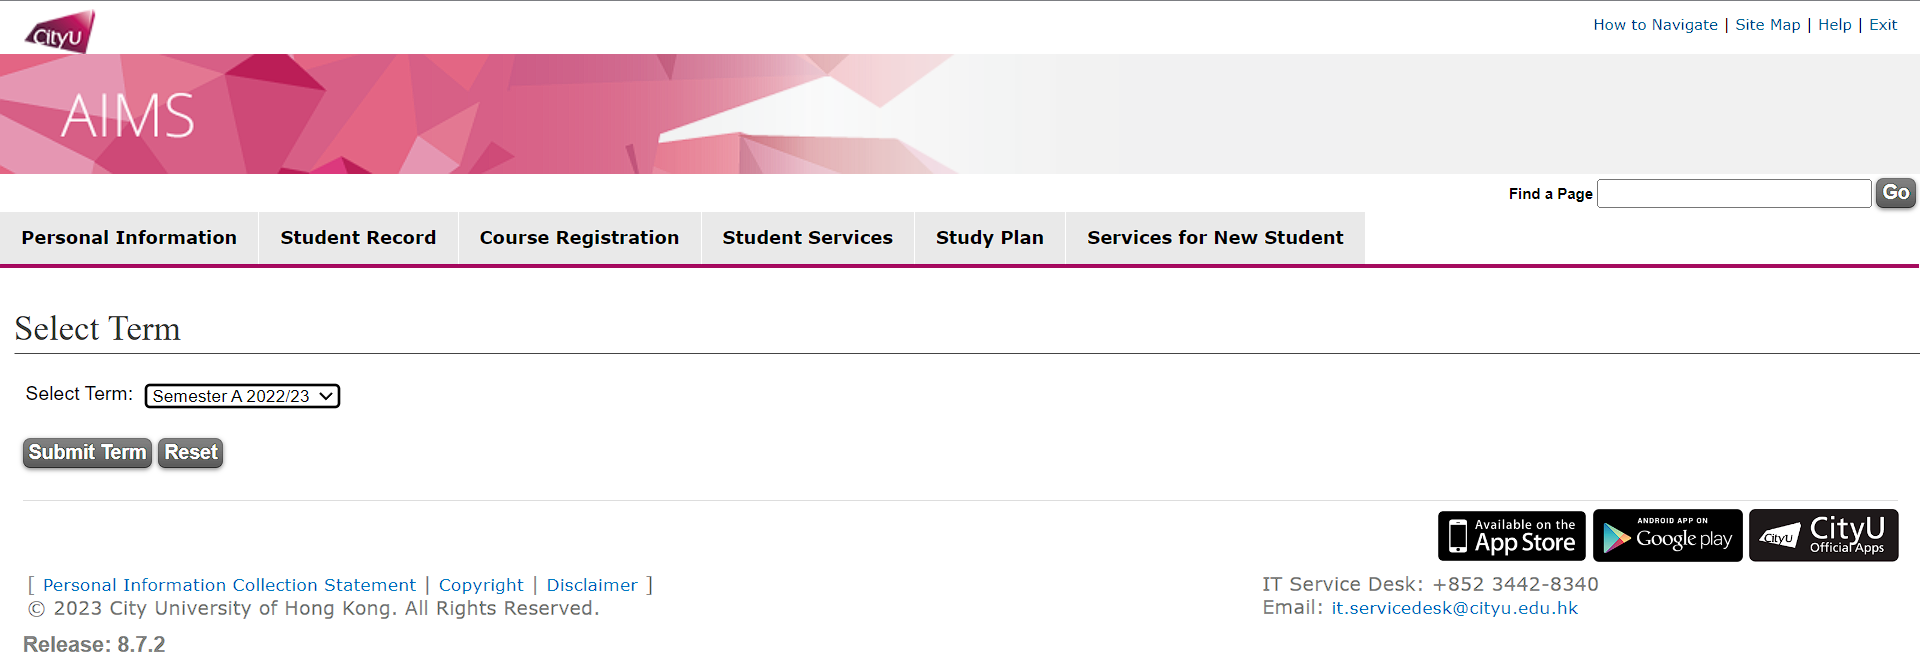 CityU
How to Navigate | Site Map | Help | Exit
AIMS
Find a Page Go
Personal Information Student Record Course Registration Student Services Study Plan Services for New Student
Select Term
Select Term: Semester A 2022/23
Submit Term Reset
Available on the App Store
ANDROID APP ON Google play
CityU CityU Official Apps
[ Personal Information Collection Statement | Copyright | Disclaimer ]
IT Service Desk: +852 3442-8340
© 2023 City University of Hong Kong. All Rights Reserved.
Email: it.servicedesk@cityu.edu.hk
Release: 8.7.2